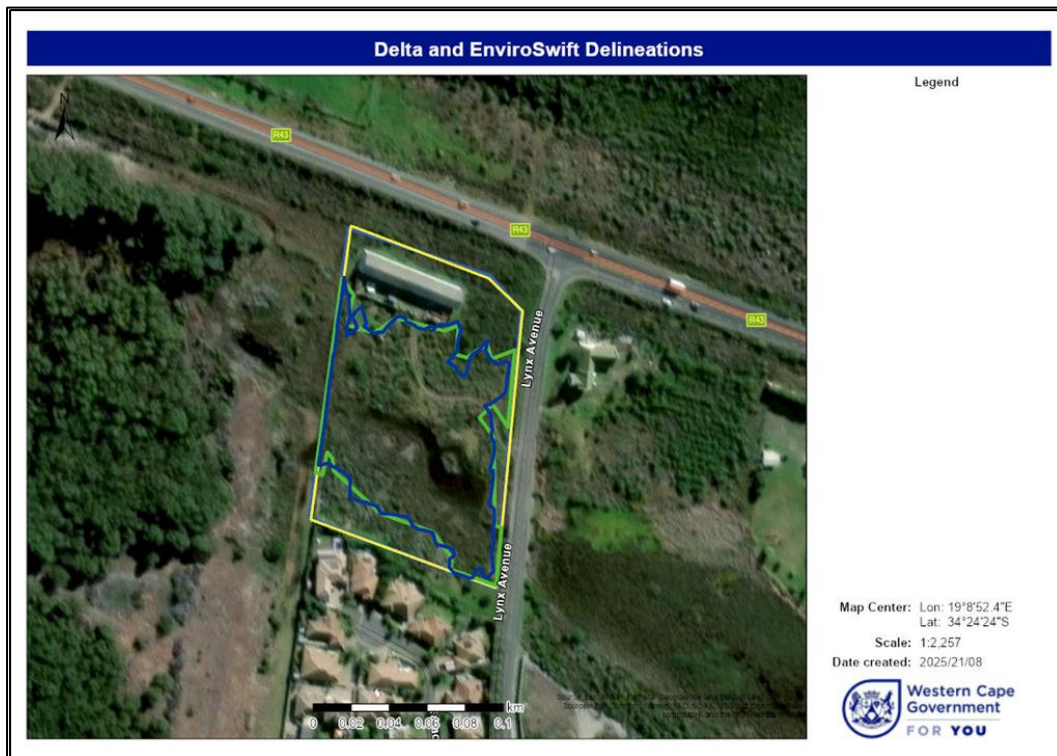 Delta and EnviroSwift Delineations
Legend
N
R43
R43
R43
Lynx Avenue
Lynx Avenue
km
0 0.02 0.04 0.06 0.08 0.1
Map Center: Lon: 19°8'52.4"E
Lat: 34°24'24"S
Scale: 1:2,257
Date created: 2025/21/08
Western Cape
Government
FOR YOU